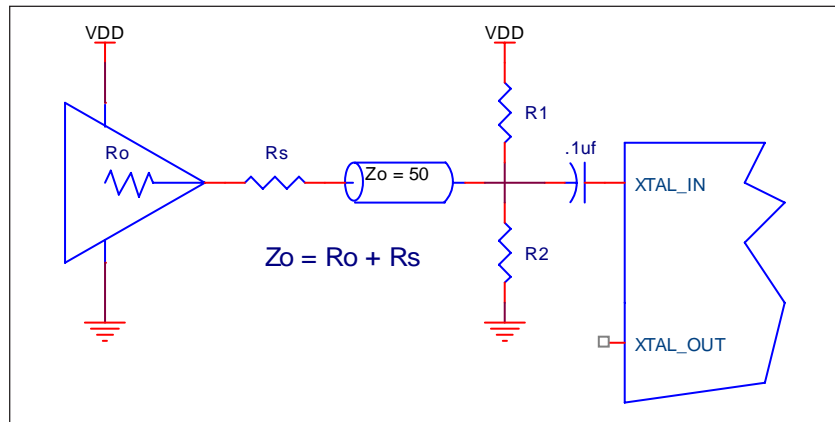 VDD
VDD
R1
Ro
Rs
.1uf
Zo = 50
XTAL_IN
Zo = Ro + Rs
R2
XTAL_OUT